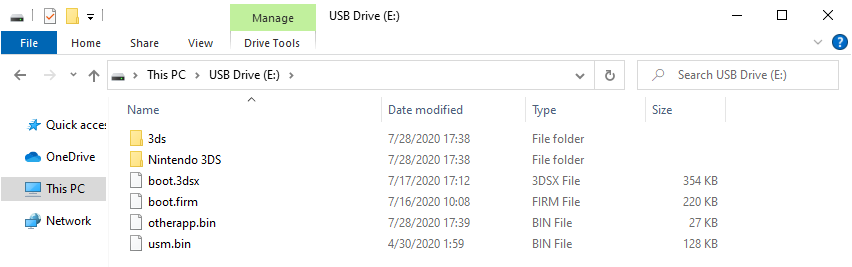 Manage USB Drive (E:)
File Home Share View Drive Tools
This PC USB Drive (E:) Search USB Drive (E:)
Name Date modified Type Size
Quick acces 3ds 7/28/2020 17:38 File folder
OneDrive Nintendo 3DS 7/28/2020 17:38 File folder
This PC boot.3dsx 7/17/2020 17:12 3DSX File 354 KB
boot.firm 7/16/2020 10:08 FIRM File 220 KB
Network otherapp.bin 7/28/2020 17:39 BIN File 27 KB
usm.bin 4/30/2020 1:59 BIN File 128 KB